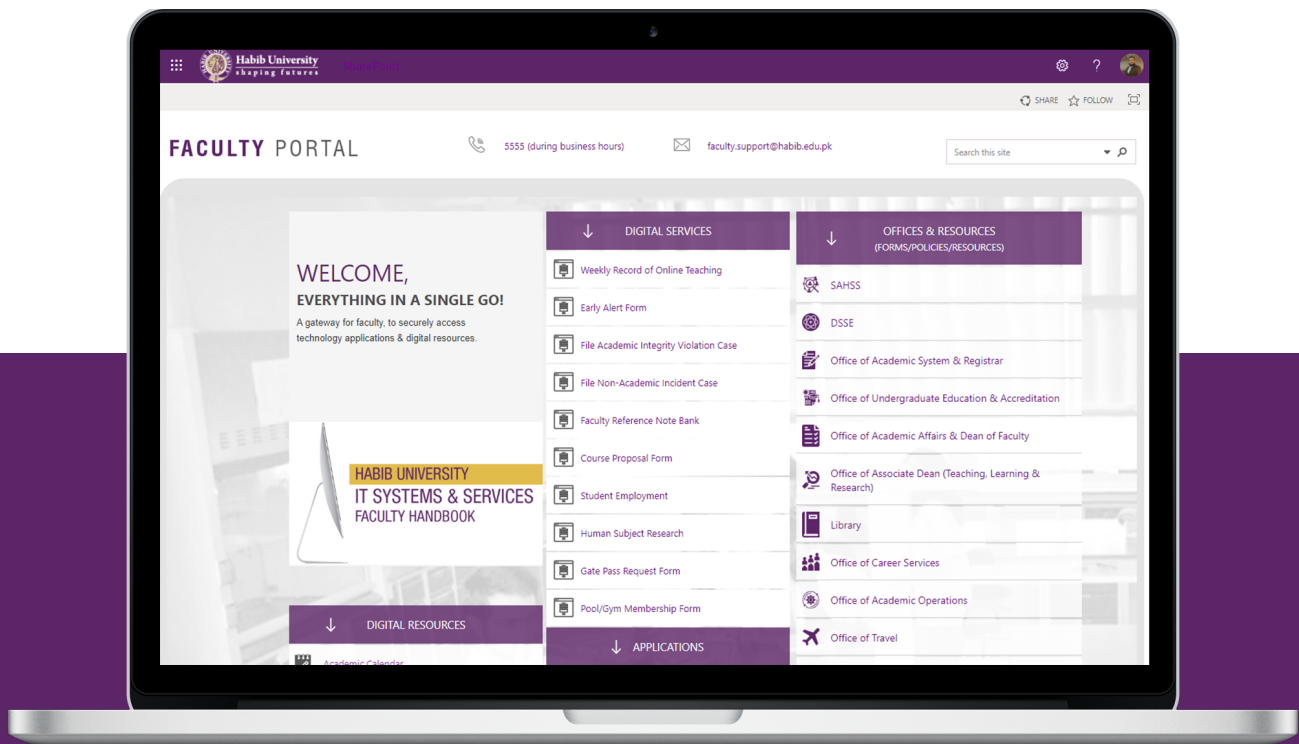 Habib University
shaping futures
SharePoint
?
SHARE
FOLLOW
FACULTY PORTAL
5555 (during business hours)
faculty.support@habib.edu.pk
Search this site
WELCOME,
EVERYTHING IN A SINGLE GO!
A gateway for faculty, to securely access
technology applications & digital resources.
HABIB UNIVERSITY
IT SYSTEMS & SERVICES
FACULTY HANDBOOK
DIGITAL RESOURCES
Academic Calendar
DIGITAL SERVICES
Weekly Record of Online Teaching
Early Alert Form
File Academic Integrity Violation Case
File Non-Academic Incident Case
Faculty Reference Note Bank
Course Proposal Form
Student Employment
Human Subject Research
Gate Pass Request Form
Pool/Gym Membership Form
APPLICATIONS
OFFICES & RESOURCES
(FORMS/POLICIES/RESOURCES)
SAHSS
DSSE
Office of Academic System & Registrar
Office of Undergraduate Education & Accreditation
Office of Academic Affairs & Dean of Faculty
Office of Associate Dean (Teaching, Learning &
Research)
Library
Office of Career Services
Office of Academic Operations
Office of Travel